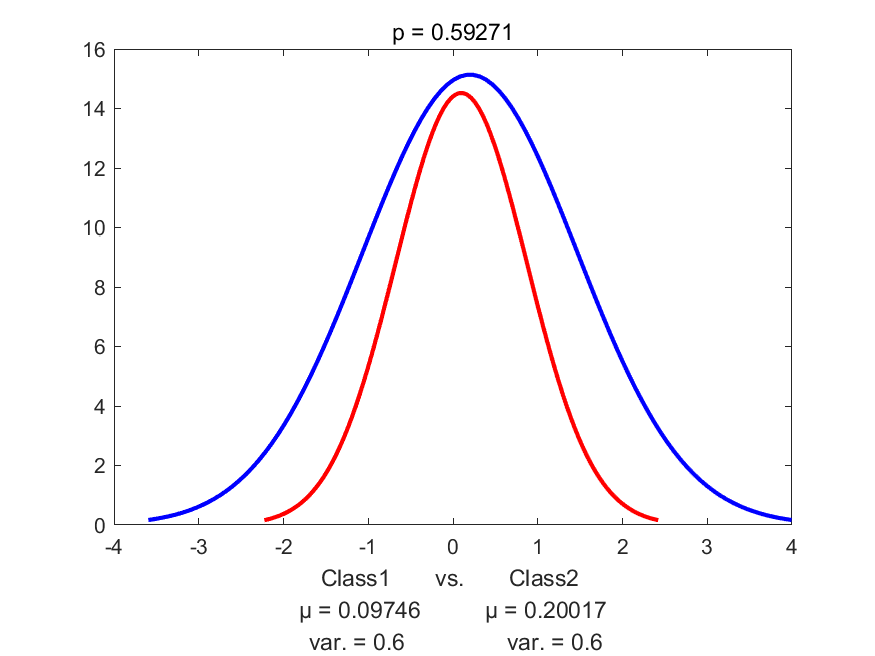 p = 0.59271
16
14
12
10
8
6
4
2
0
-4 -3 -2 -1 0 1 2 3 4
Class1 vs. Class2
μ = 0.09746 μ = 0.20017
var. = 0.6 var. = 0.6